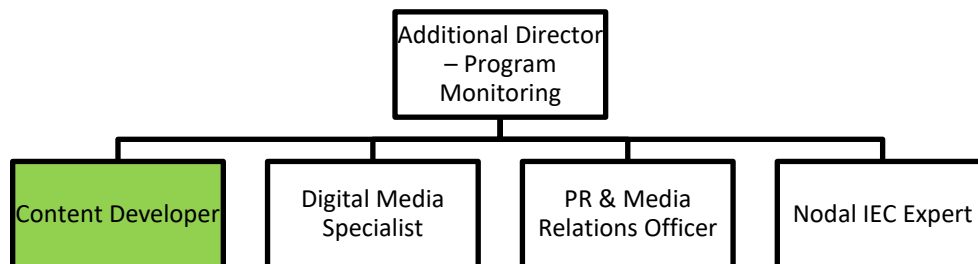 Additional Director
– Program
Monitoring
Content Developer
Digital Media
Specialist
PR & Media
Relations Officer
Nodal IEC Expert